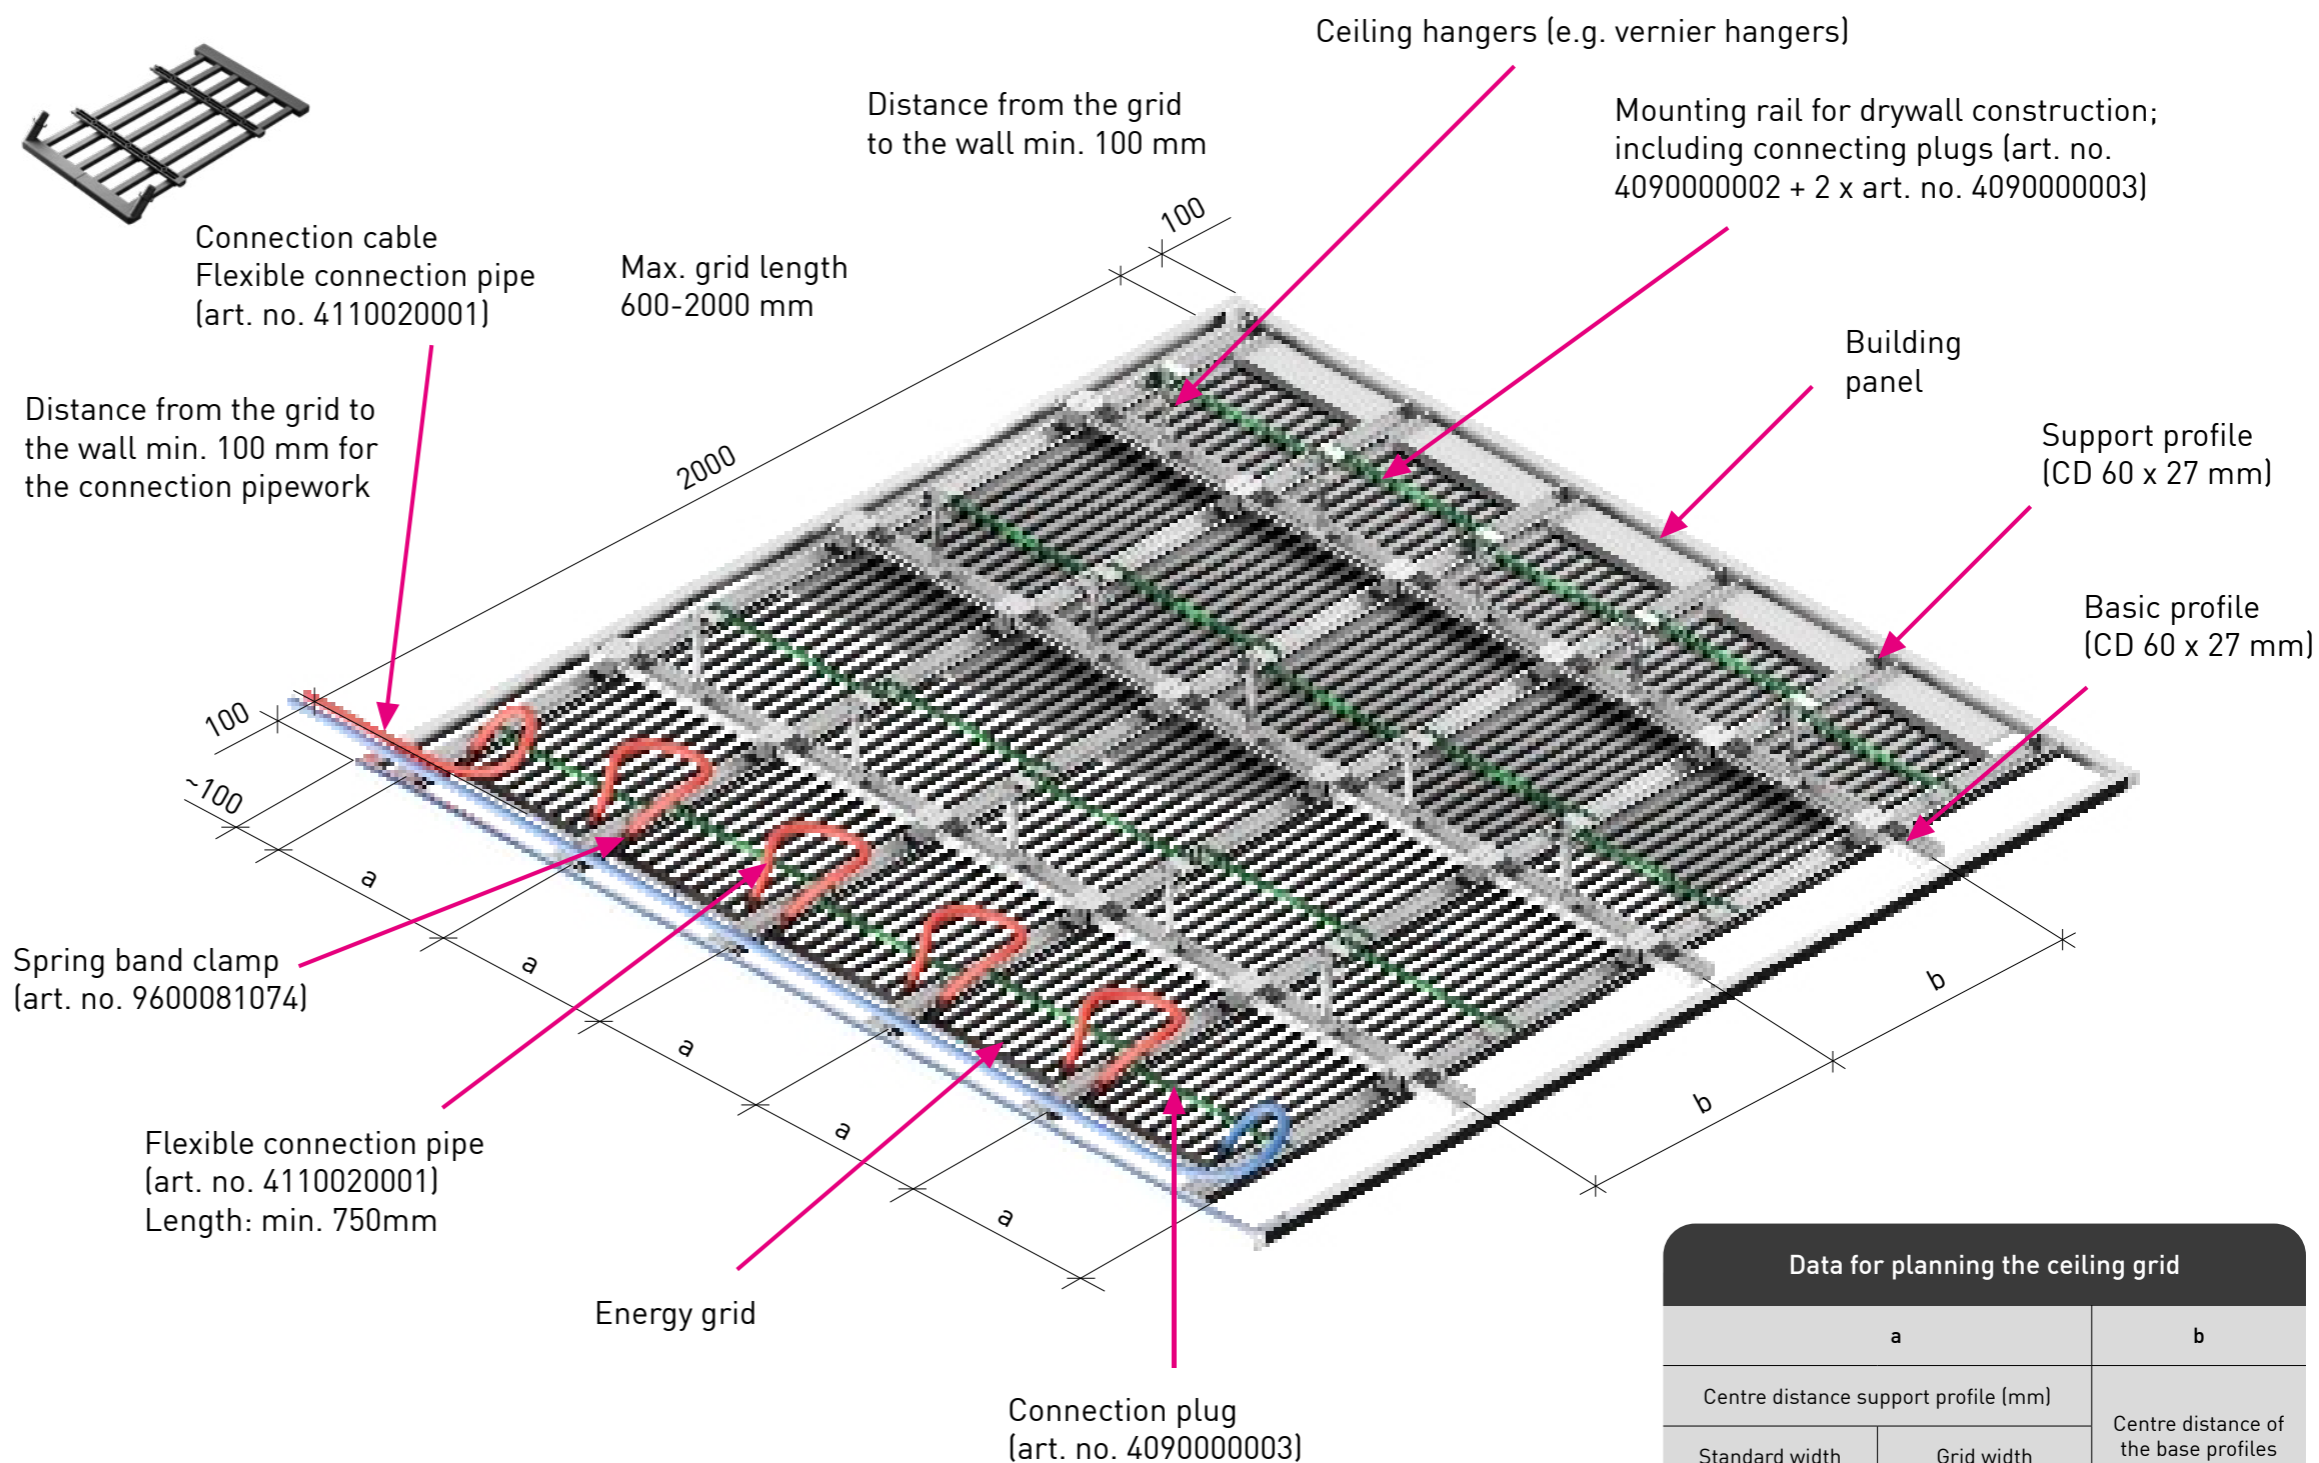 Ceiling hangers (e.g. vernier hangers)
Distance from the grid
to the wall min. 100 mm
Mounting rail for drywall construction;
including connecting plugs (art. no.
4090000002 + 2 x art. no. 4090000003)
Connection cable
Flexible connection pipe
(art. no. 4110020001)
Max. grid length
600-2000 mm
100
Building
panel
Distance from the grid to
the wall min. 100 mm for
the connection pipework
2000
Support profile
(CD 60 x 27 mm)
Basic profile
(CD 60 x 27 mm)
100
~100
a
a
a
a
a
b
b
Spring band clamp
(art. no. 9600081074)
Flexible connection pipe
(art. no. 4110020001)
Length: min. 750mm
Energy grid
Connection plug
(art. no. 4090000003)
Data for planning the ceiling grid
a
b
Centre distance support profile (mm)
Centre distance of
the base profiles
Standard width
Grid width